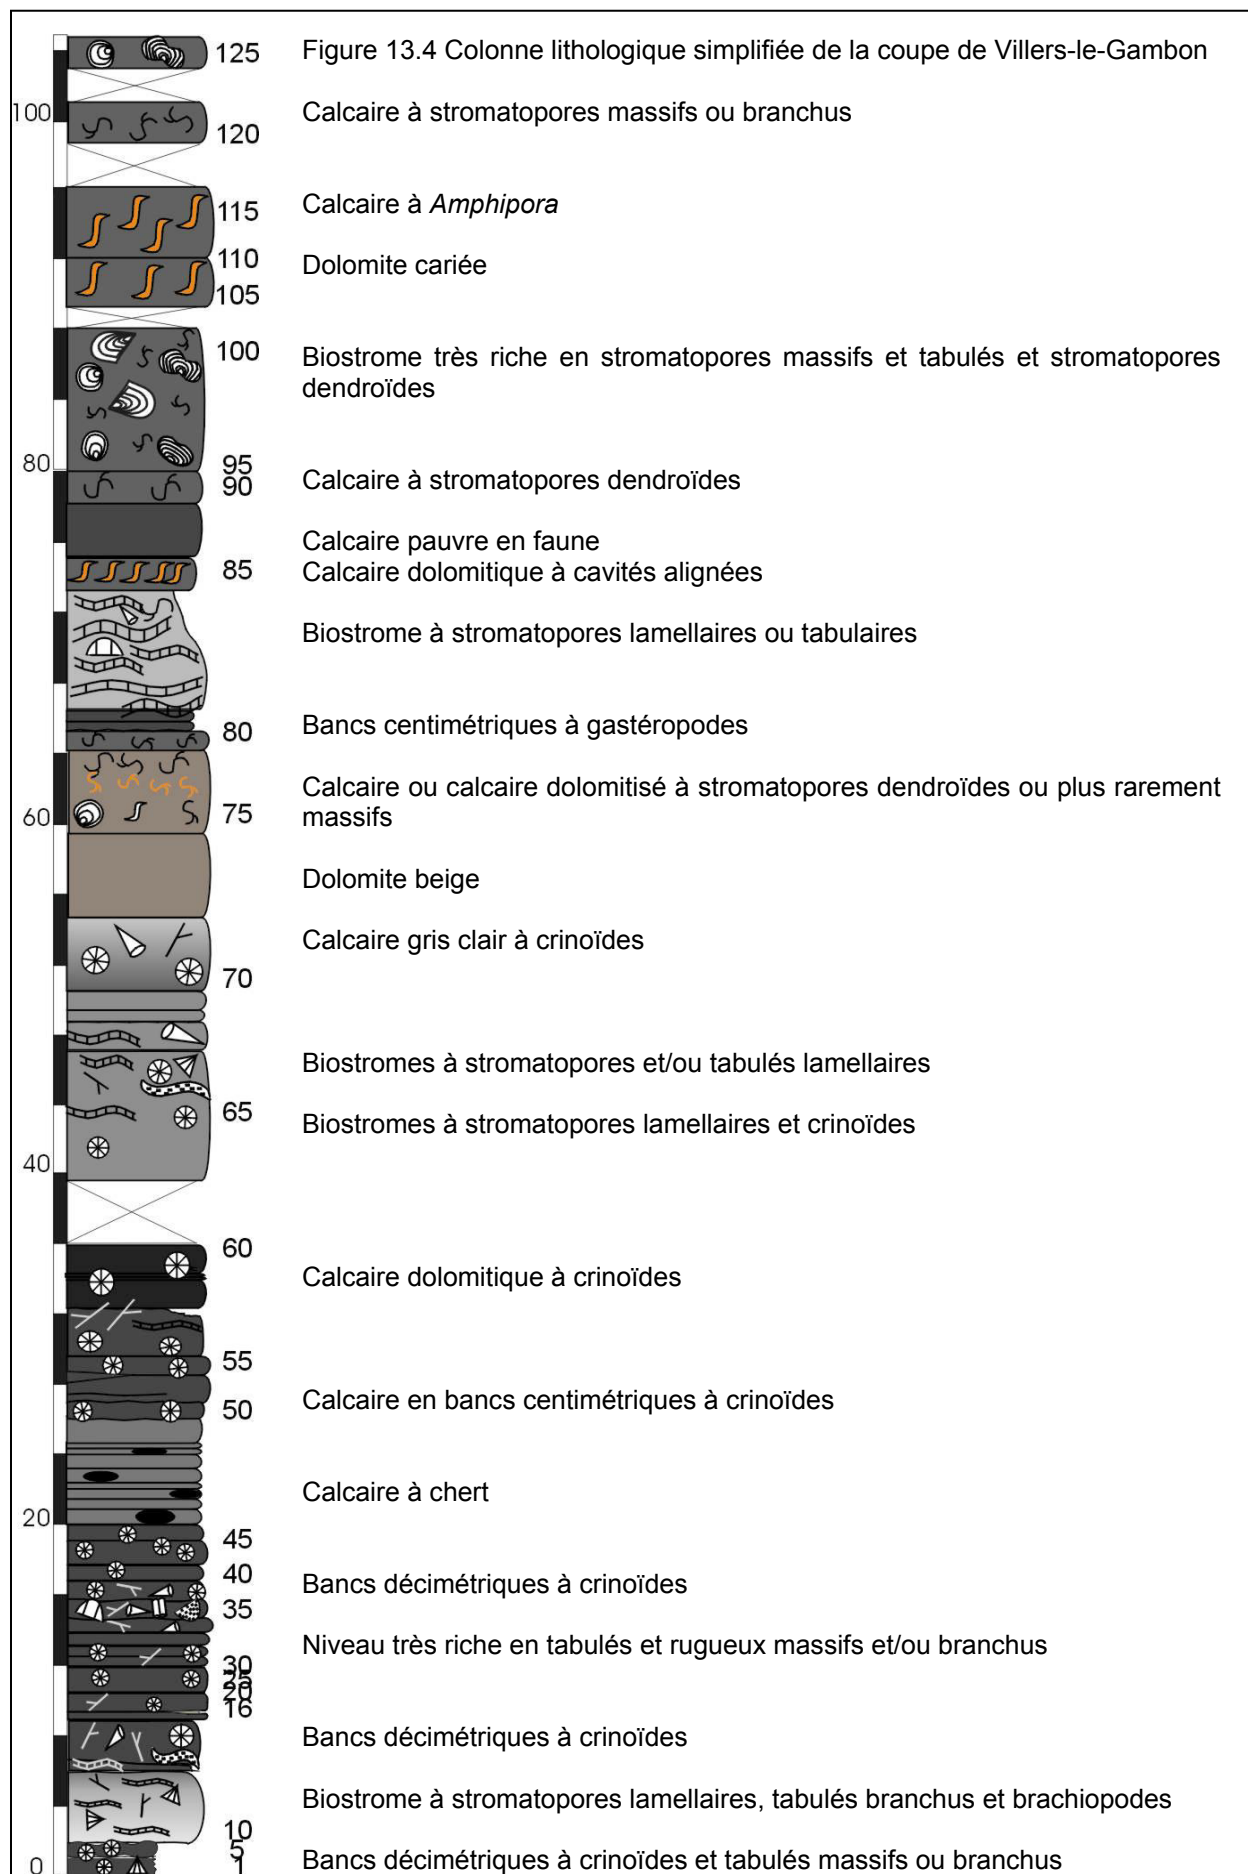 125 Figure 13.4 Colonne lithologique simplifiée de la coupe de Villers-le-Gambon
100 Calcaire à stromatopores massifs ou branchus
120
115 Calcaire à Amphipora
110 Dolomite cariée
105
100 Biostrome très riche en stromatopores massifs et tabulés et stromatopores
dendroïdes
80 95
90 Calcaire à stromatopores dendroïdes
Calcaire pauvre en faune
85 Calcaire dolomitique à cavités alignées
Biostrome à stromatopores lamellaires ou tabulaires
80 Bancs centimétriques à gastéropodes
Calcaire ou calcaire dolomitisé à stromatopores dendroïdes ou plus rarement
60 75 massifs
Dolomite beige
Calcaire gris clair à crinoïdes
70
Biostromes à stromatopores et/ou tabulés lamellaires
65 Biostromes à stromatopores lamellaires et crinoïdes
40
60
Calcaire dolomitique à crinoïdes
55
50 Calcaire en bancs centimétriques à crinoïdes
Calcaire à chert
20
45
40 Bancs décimétriques à crinoïdes
35
Niveau très riche en tabulés et rugueux massifs et/ou branchus
30
25
20
16
Bancs décimétriques à crinoïdes
Biostrome à stromatopores lamellaires, tabulés branchus et brachiopodes
10
5
0 1 Bancs décimétriques à crinoïdes et tabulés massifs ou branchus